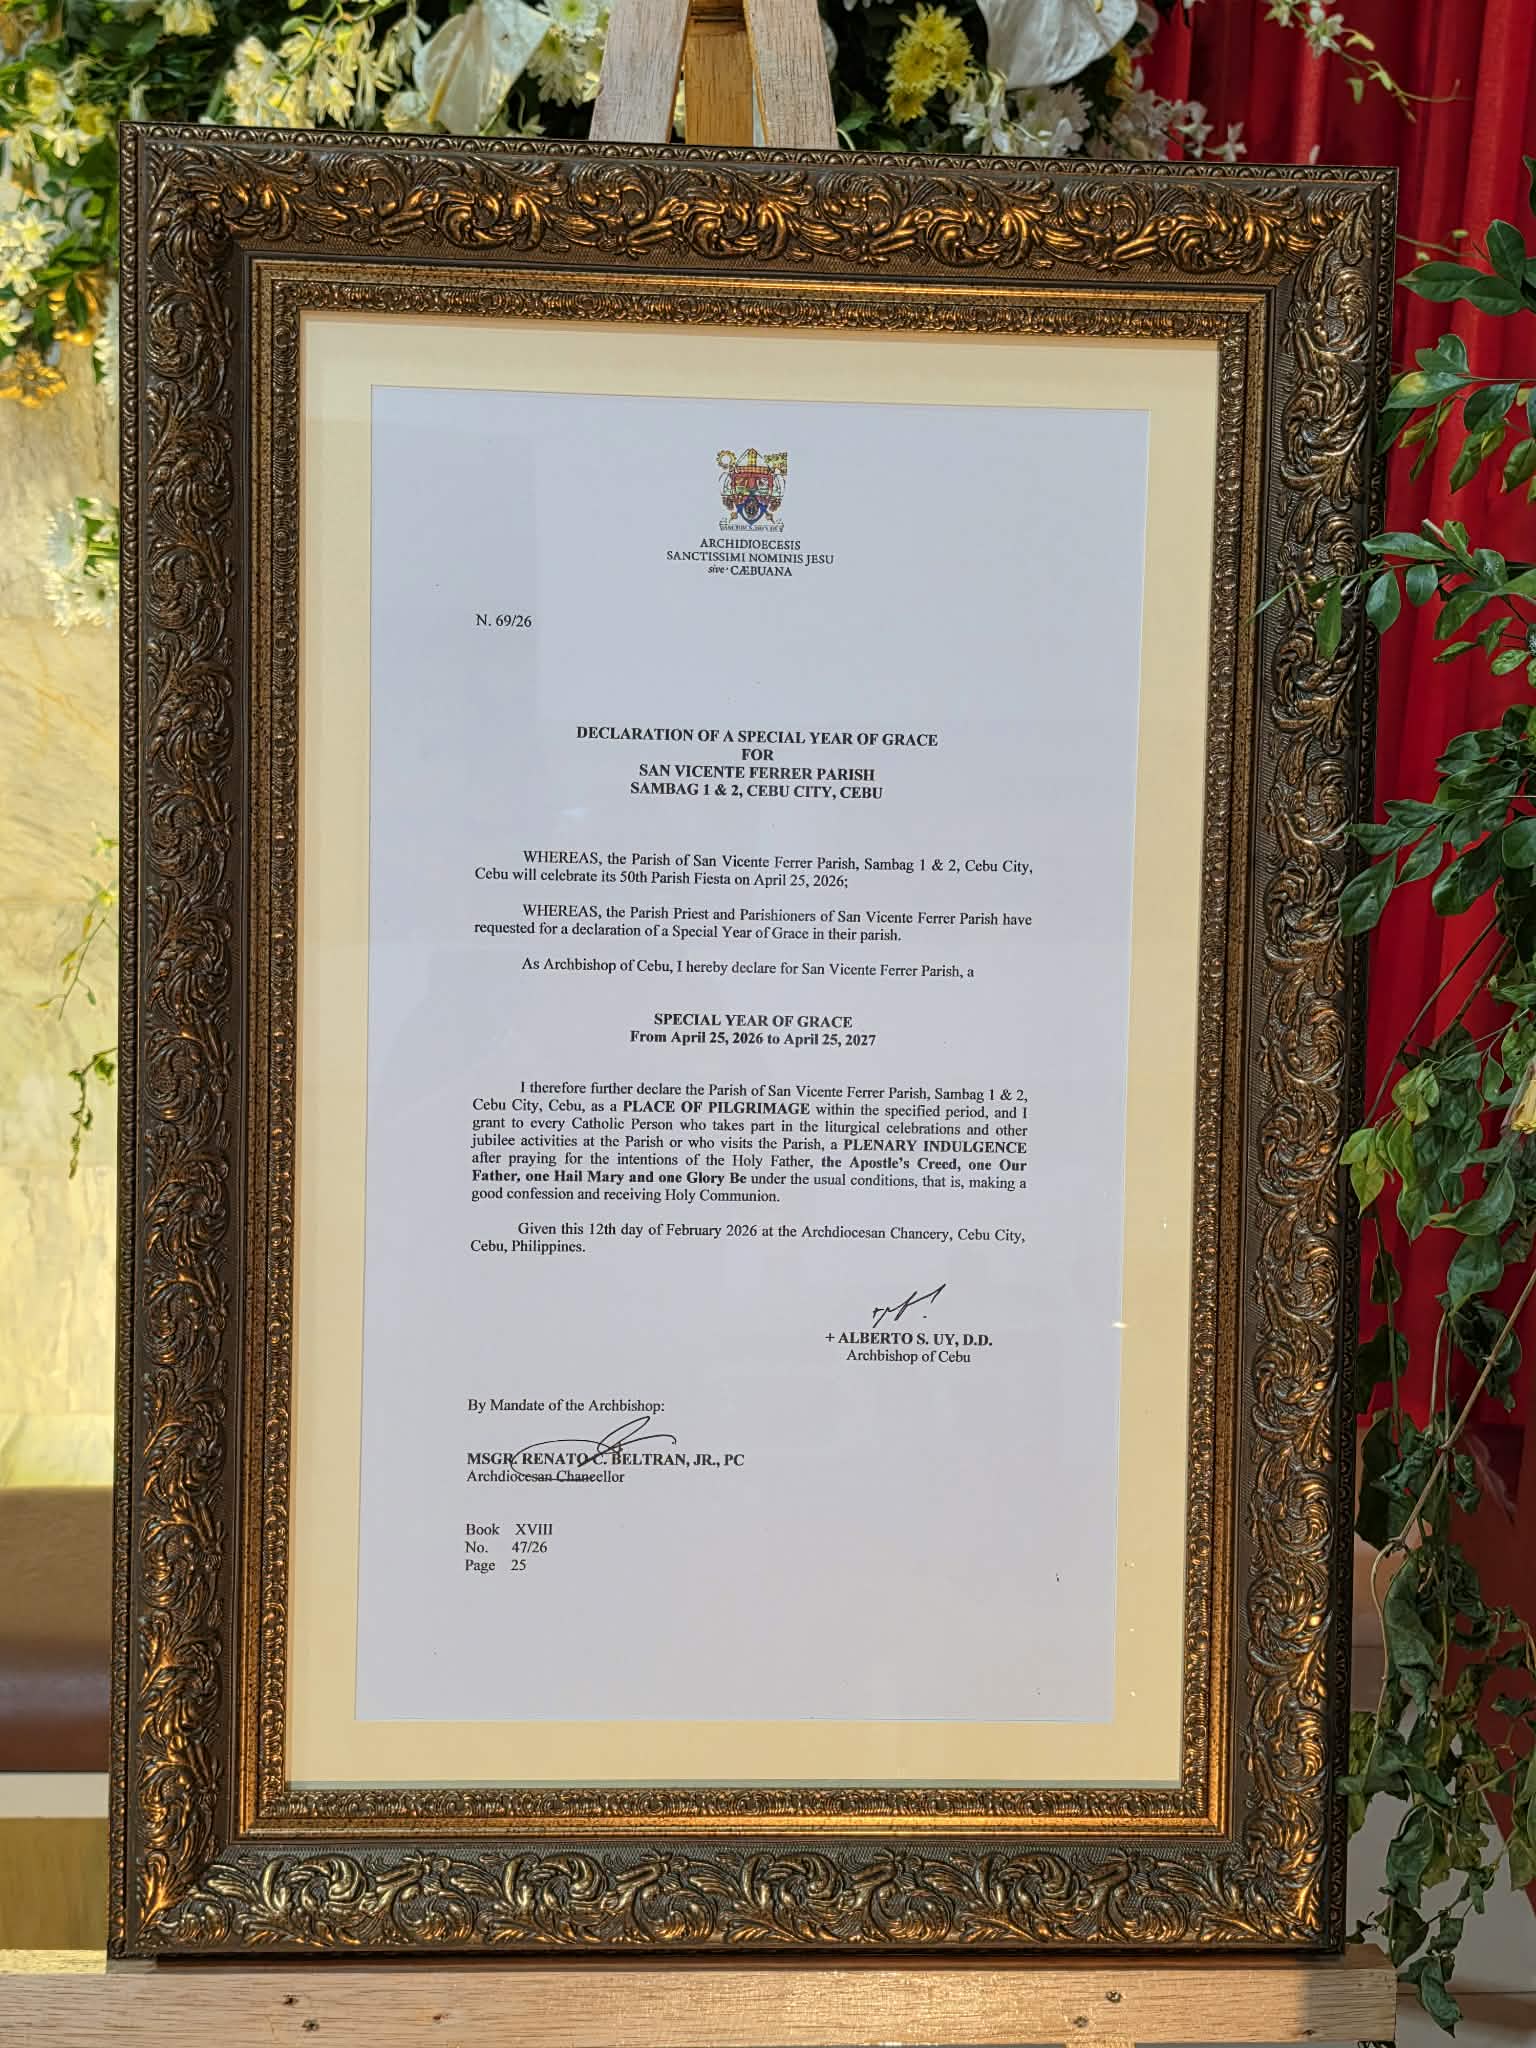 ARCHIDIOECESIS
SANCTISSIMI NOMINIS JESU
sive CÆBUANA
N. 69/26
DECLARATION OF A SPECIAL YEAR OF GRACE
FOR
SAN VICENTE FERRER PARISH
SAMBAG 1 & 2, CEBU CITY, CEBU
WHEREAS, the Parish of San Vicente Ferrer Parish, Sambag 1 & 2, Cebu City,
Cebu will celebrate its 50th Parish Fiesta on April 25, 2026;
WHEREAS, the Parish Priest and Parishioners of San Vicente Ferrer Parish have
requested for a declaration of a Special Year of Grace in their parish.
As Archbishop of Cebu, I hereby declare for San Vicente Ferrer Parish, a
SPECIAL YEAR OF GRACE
From April 25, 2026 to April 25, 2027
I therefore further declare the Parish of San Vicente Ferrer Parish, Sambag 1 & 2,
Cebu City, Cebu, as a PLACE OF PILGRIMAGE within the specified period, and I
grant to every Catholic Person who takes part in the liturgical celebrations and other
jubilee activities at the Parish or who visits the Parish, a PLENARY INDULGENCE
after praying for the intentions of the Holy Father, the Apostle's Creed, one Our
Father, one Hail Mary and one Glory Be under the usual conditions, that is, making a
good confession and receiving Holy Communion.
Given this 12th day of February 2026 at the Archdiocesan Chancery, Cebu City,
Cebu, Philippines.
+ ALBERTO S. UY, D.D.
Archbishop of Cebu
By Mandate of the Archbishop:
MSGR. RENATO C. BELTRAN, JR., PC
Archdiocesan Chancellor
Book XVIII
No. 47/26
Page 25